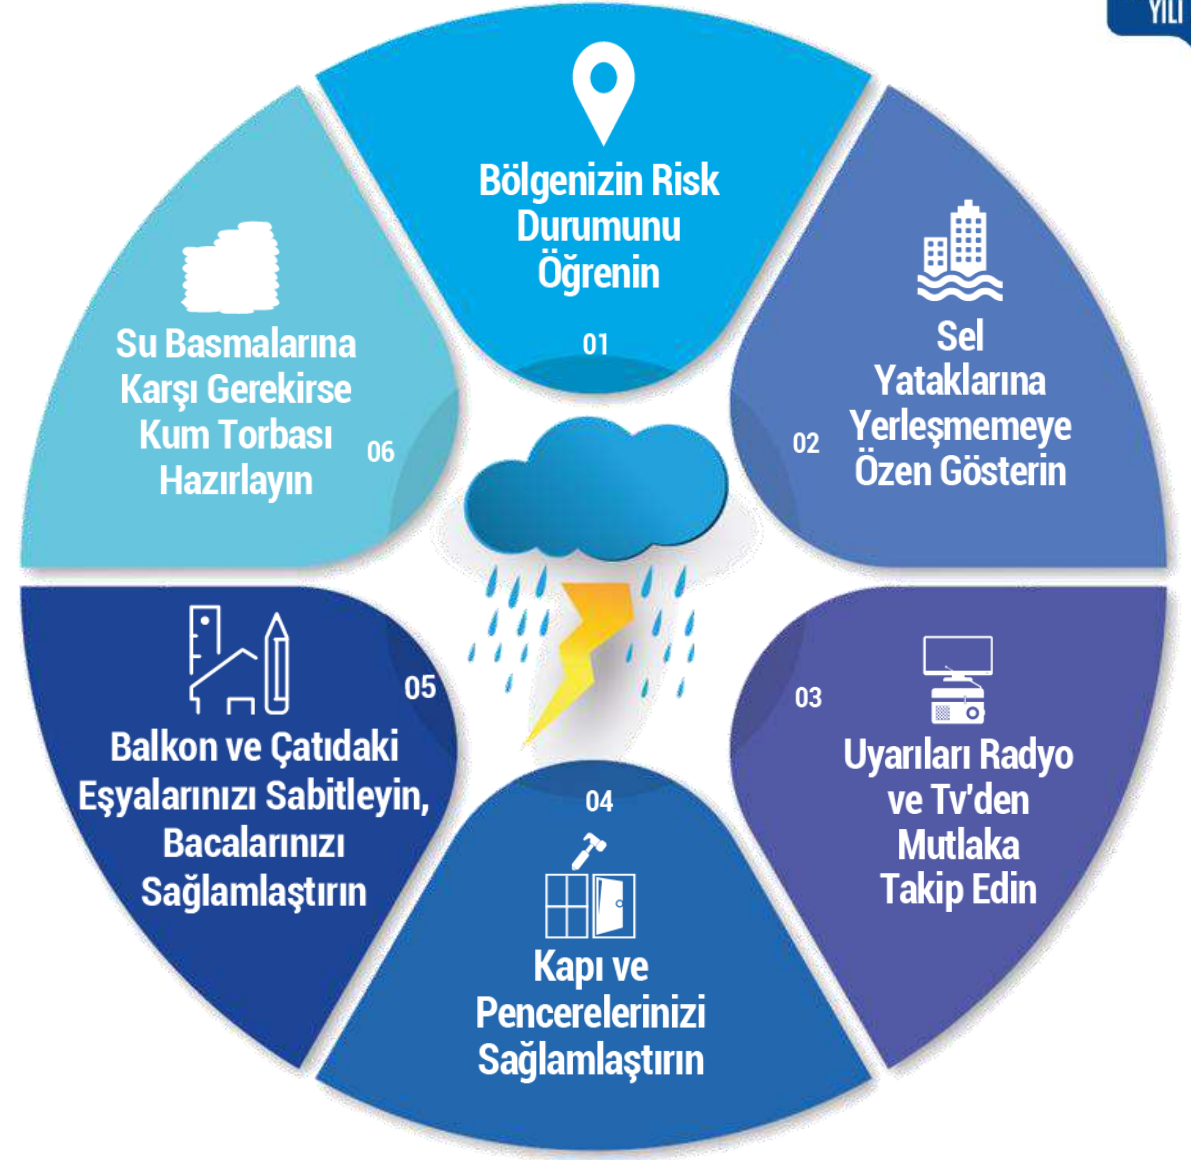 YILI
Bölgenizin Risk
Durumunu
Öğrenin
01
Sel
Yataklarına
Yerleşmemeye
Özen Gösterin
02
03
Uyarıları Radyo
ve Tv'den
Mutlaka
Takip Edin
04
Kapı ve
Pencerelerinizi
Sağlamlaştırın
05
Balkon ve Çatıdaki
Eşyalarınızı Sabitleyin,
Bacalarınızı
Sağlamlaştırın
Su Basmalarına
Karşı Gerekirse
Kum Torbası
Hazırlayın
06